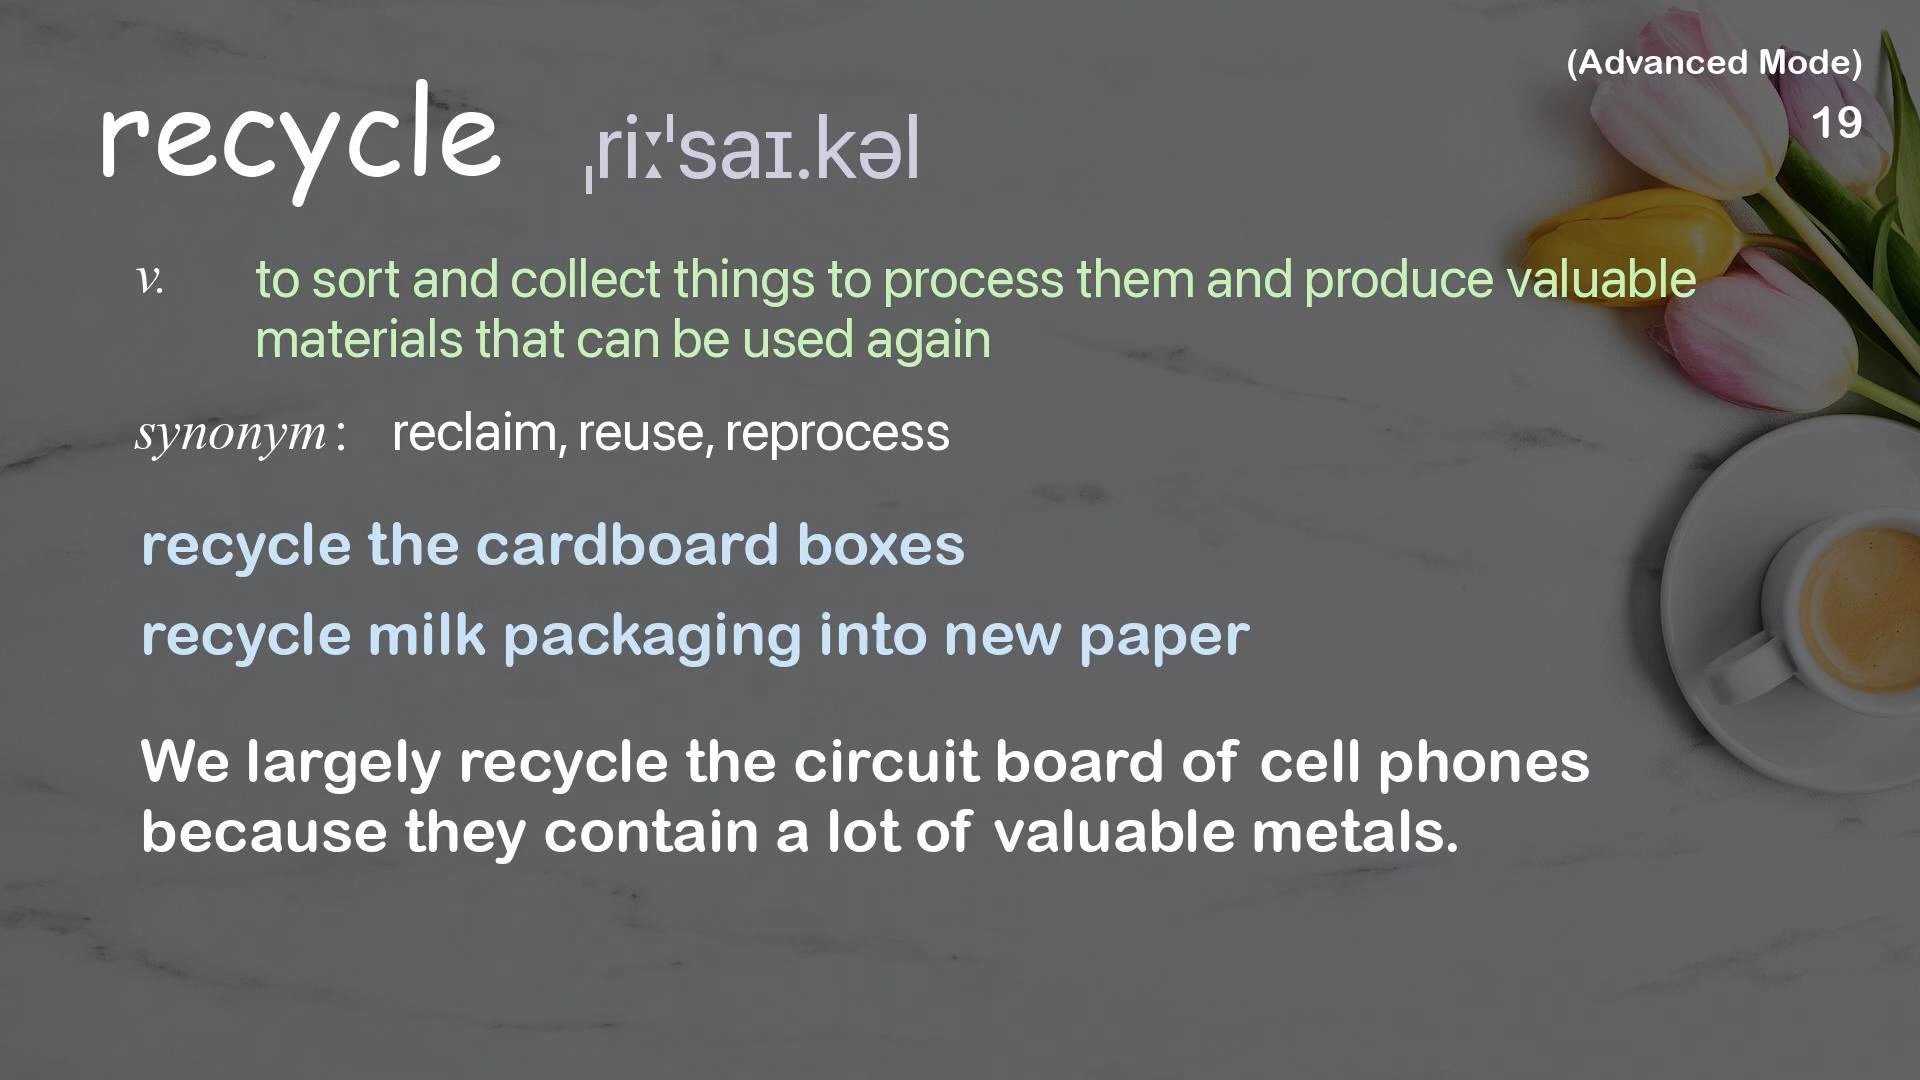 (Advanced Mode)
19
recycle ˌriːˈsaɪ.kəl
v. to sort and collect things to process them and produce valuable
materials that can be used again
synonym : reclaim, reuse, reprocess
recycle the cardboard boxes
recycle milk packaging into new paper
We largely recycle the circuit board of cell phones
because they contain a lot of valuable metals.